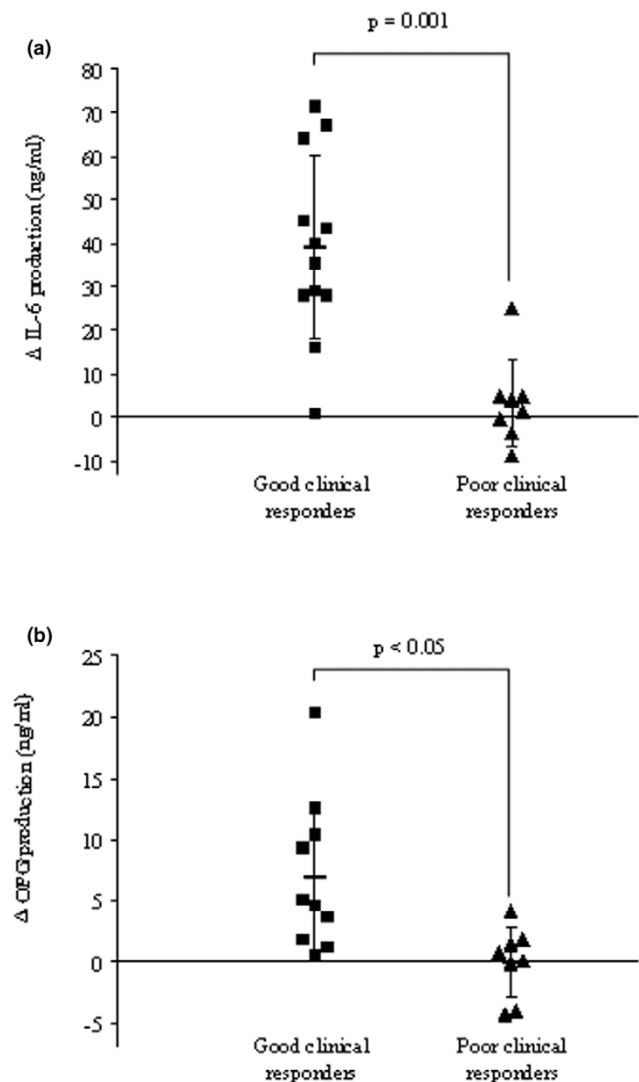 p = 0.001
(a)
80
70
60
50
40
30
20
10
0
-10
Δ IL-6 production (ng/ml)
Good clinical
responders
Poor clinical
responders
(b)
p < 0.05
25
20
15
10
5
0
-5
Δ OPG production (ng/ml)
Good clinical
responders
Poor clinical
responders